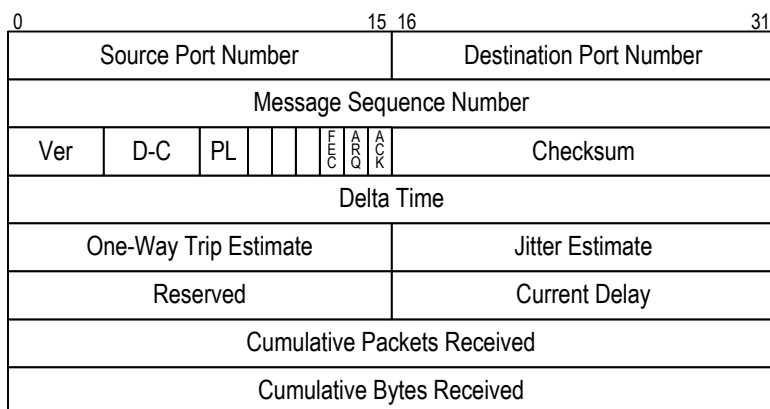 0 15 16 31
Source Port Number Destination Port Number
Message Sequence Number
Ver D-C PL FEC ARQ ACK Checksum
Delta Time
One-Way Trip Estimate Jitter Estimate
Reserved Current Delay
Cumulative Packets Received
Cumulative Bytes Received